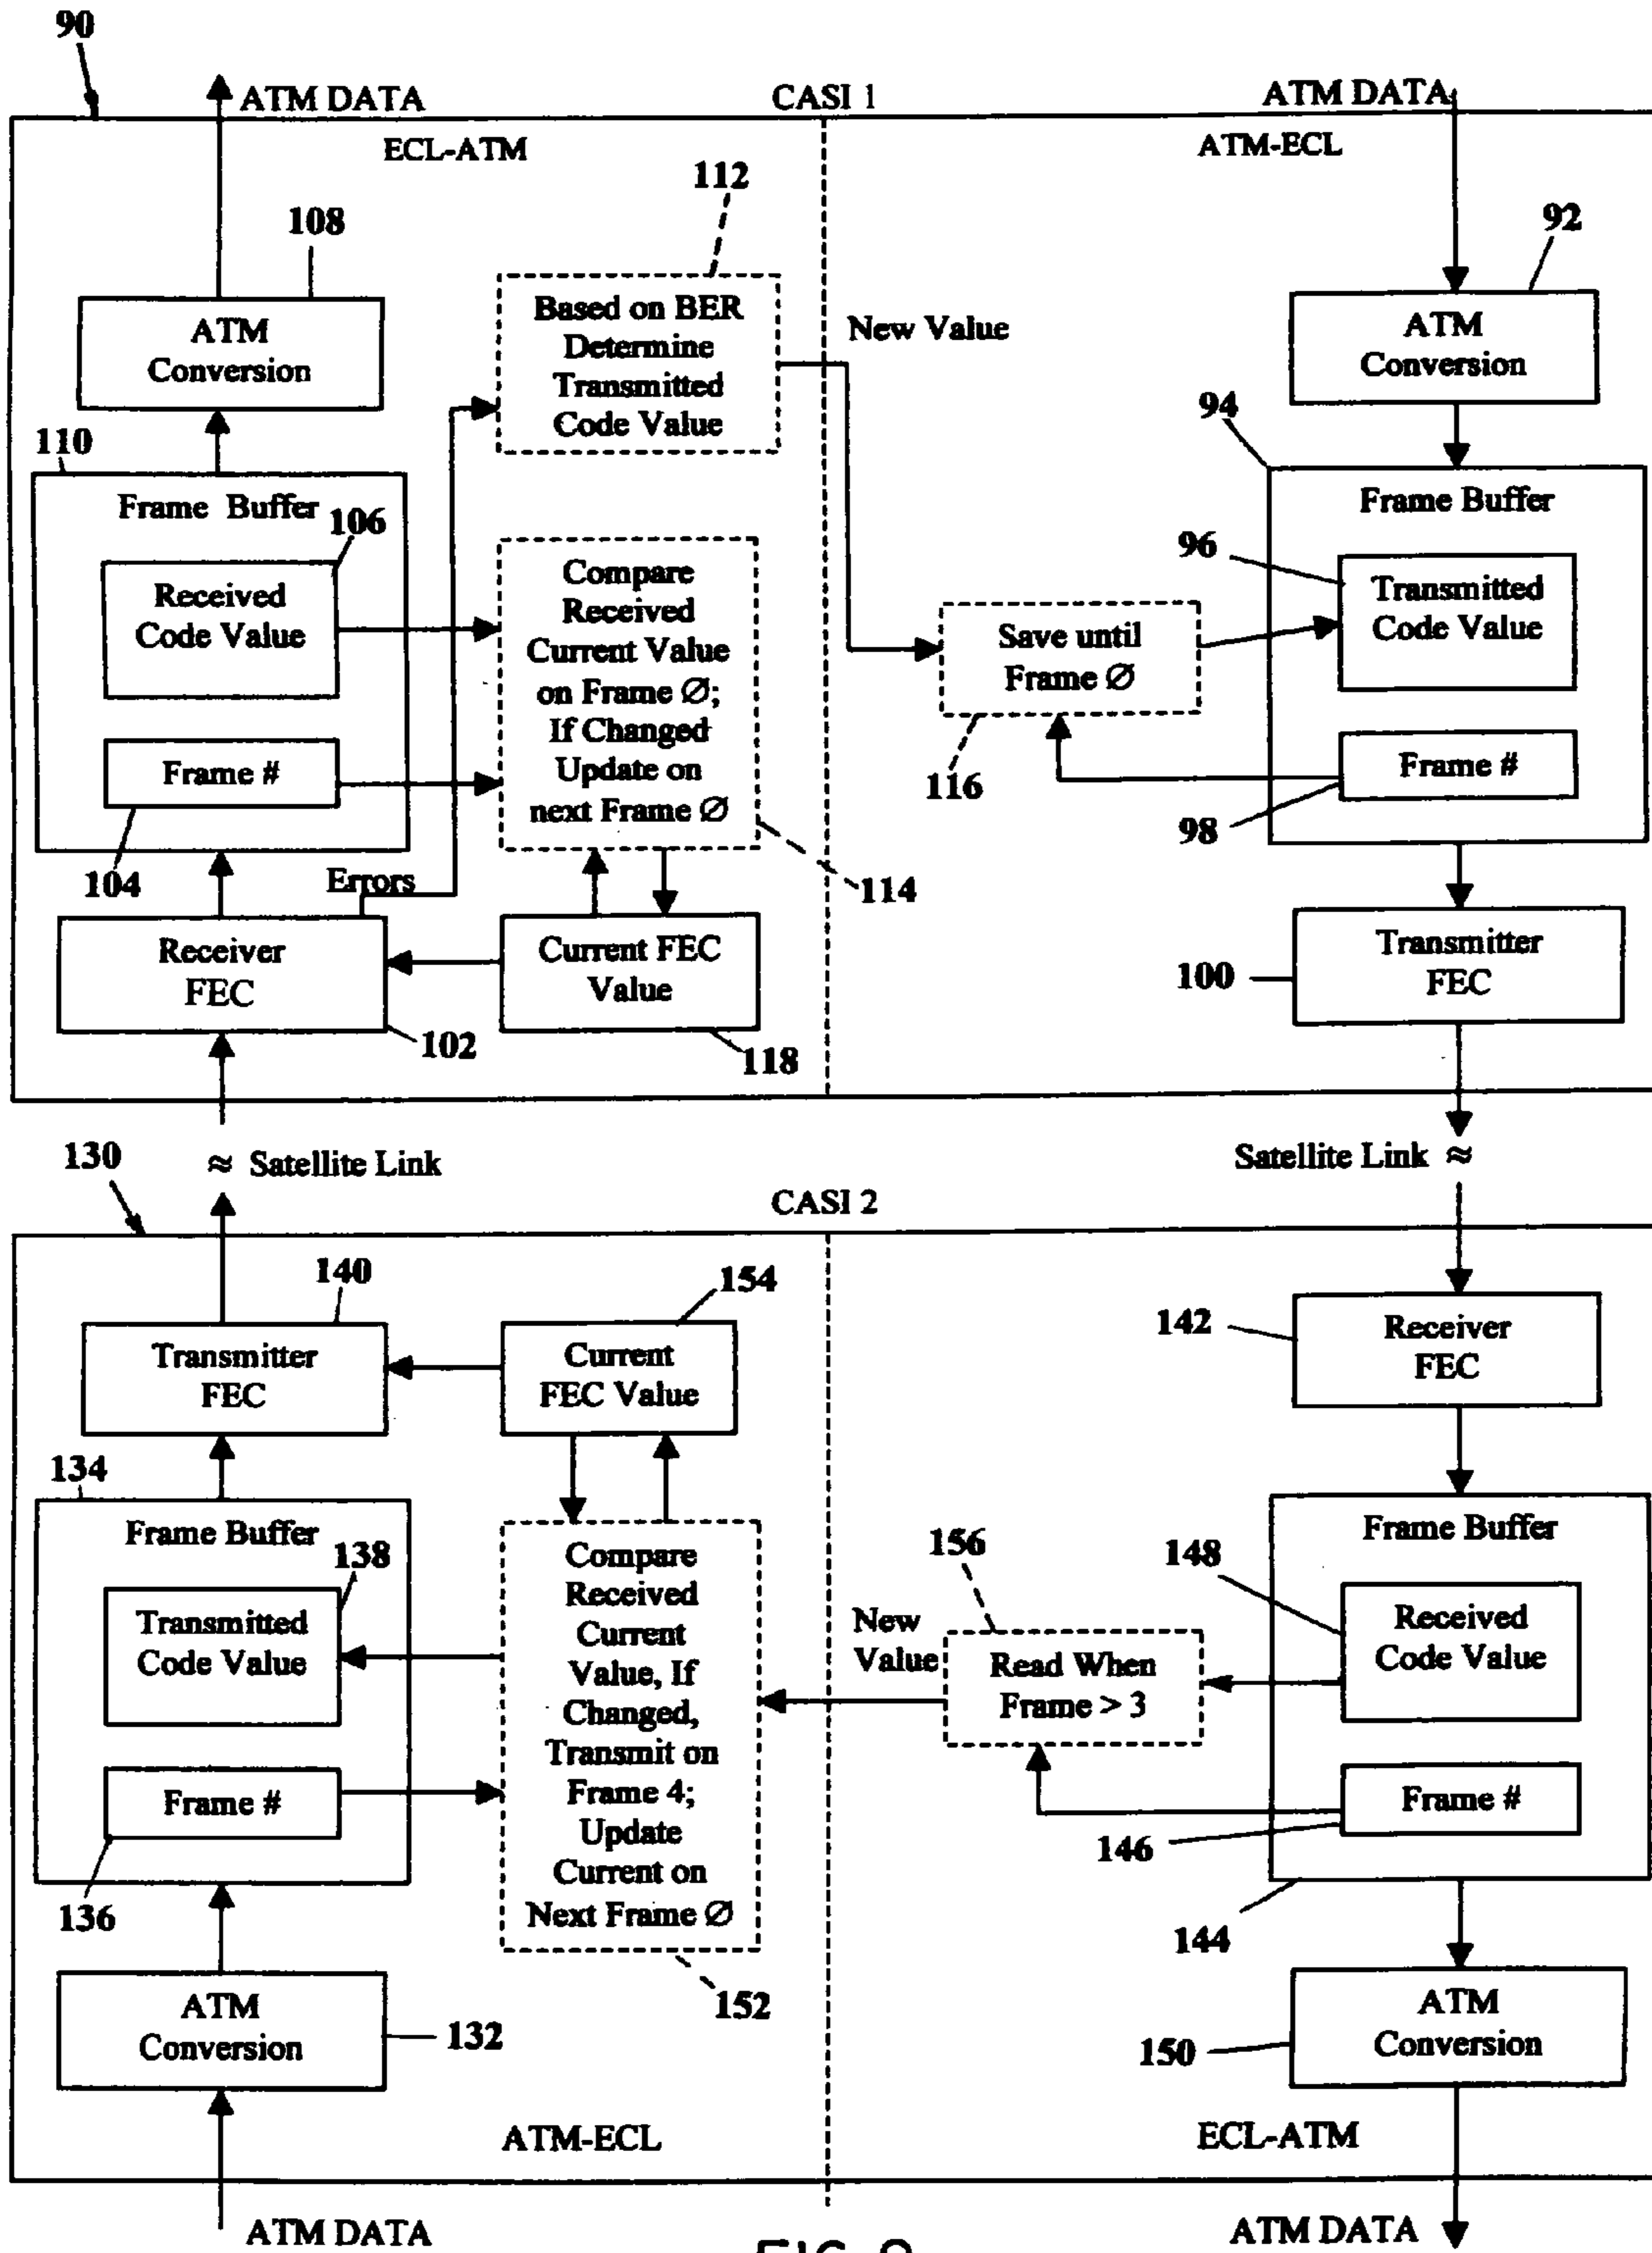 90
ATM DATA
CASI 1
ATM DATA
ECL-ATM
ATM-ECL
112
108
92
ATM
Conversion
Based on BER
Determine
Transmitted
Code Value
New Value
ATM
Conversion
110
94
Frame Buffer
106
Received
Code Value
Frame #
104
Compare
Received
Current Value
on Frame Ø;
If Changed
Update on
next Frame Ø
114
Save until
Frame Ø
116
Frame Buffer
96
Transmitted
Code Value
Frame #
98
Errors
Receiver
FEC
102
Current FEC
Value
118
100
Transmitter
FEC
130
≈ Satellite Link
Satellite Link ≈
CASI 2
140
154
Transmitter
FEC
Current
FEC Value
142
Receiver
FEC
134
Frame Buffer
138
Transmitted
Code Value
Frame #
136
Compare
Received
Current
Value, If
Changed,
Transmit on
Frame 4;
Update
Current on
Next Frame Ø
152
New
Value
156
Read When
Frame > 3
148
Frame Buffer
Received
Code Value
Frame #
146
144
ATM
Conversion
132
150
ATM
Conversion
ATM-ECL
ECL-ATM
ATM DATA
ATM DATA